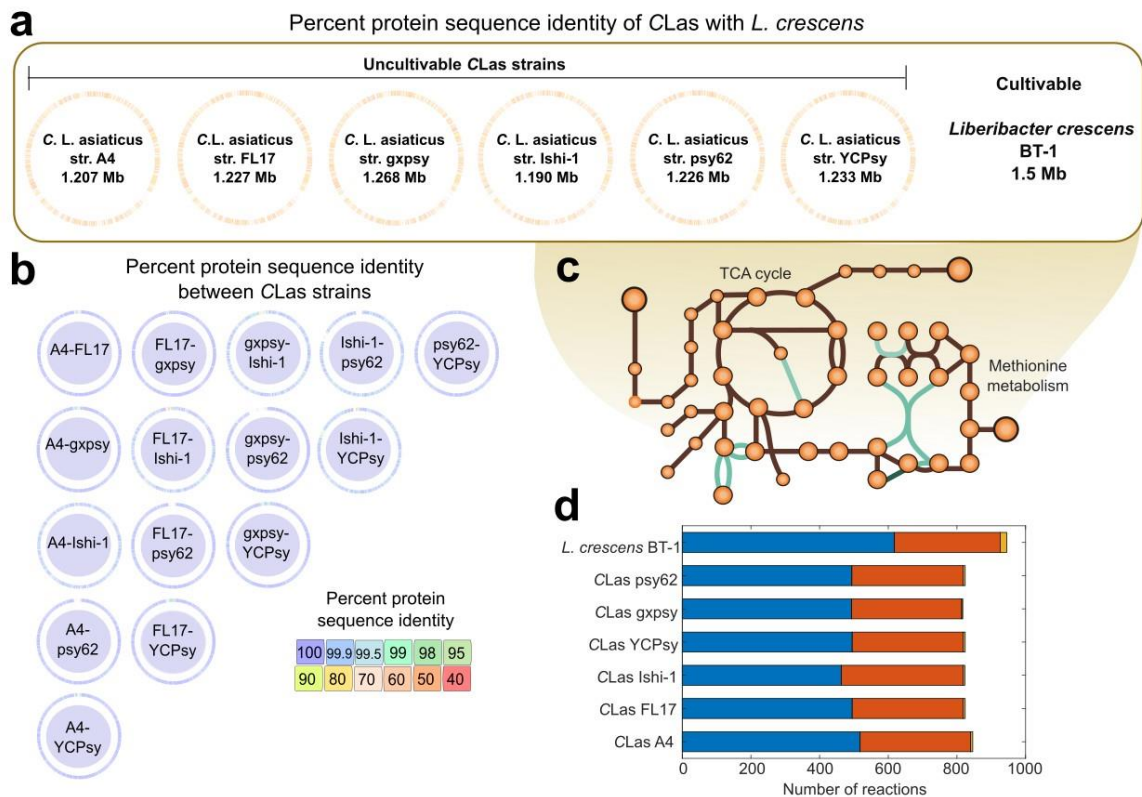 a
Percent protein sequence identity of CLas with L. crescens
Uncultivable CLas strains
C. L. asiaticus
str. A4
1.207 Mb
C.L. asiaticus
str. FL17
1.227 Mb
C. L. asiaticus
str. gxpsy
1.268 Mb
C. L. asiaticus
str. Ishi-1
1.190 Mb
C. L. asiaticus
str. psy62
1.226 Mb
C. L. asiaticus
str. YCPsy
1.233 Mb
Cultivable
Liberibacter crescens
BT-1
1.5 Mb
b
Percent protein sequence identity
between CLas strains
A4-FL17
FL17-
gxpsy
gxpsy-
Ishi-1
Ishi-1-
psy62
psy62-
YCPsy
A4-gxpsy
FL17-
Ishi-1
gxpsy-
psy62
Ishi-1-
YCPsy
A4-Ishi-1
FL17-
psy62
gxpsy-
YCPsy
A4-
psy62
FL17-
YCPsy
A4-
YCPsy
Percent protein
sequence identity
100 99.9 99.5 99 98 95
90 80 70 60 50 40
c
TCA cycle
Methionine
metabolism
d
L. crescens BT-1
CLas psy62
CLas gxpsy
CLas YCPsy
CLas Ishi-1
CLas FL17
CLas A4
0 200 400 600 800 1000
Number of reactions